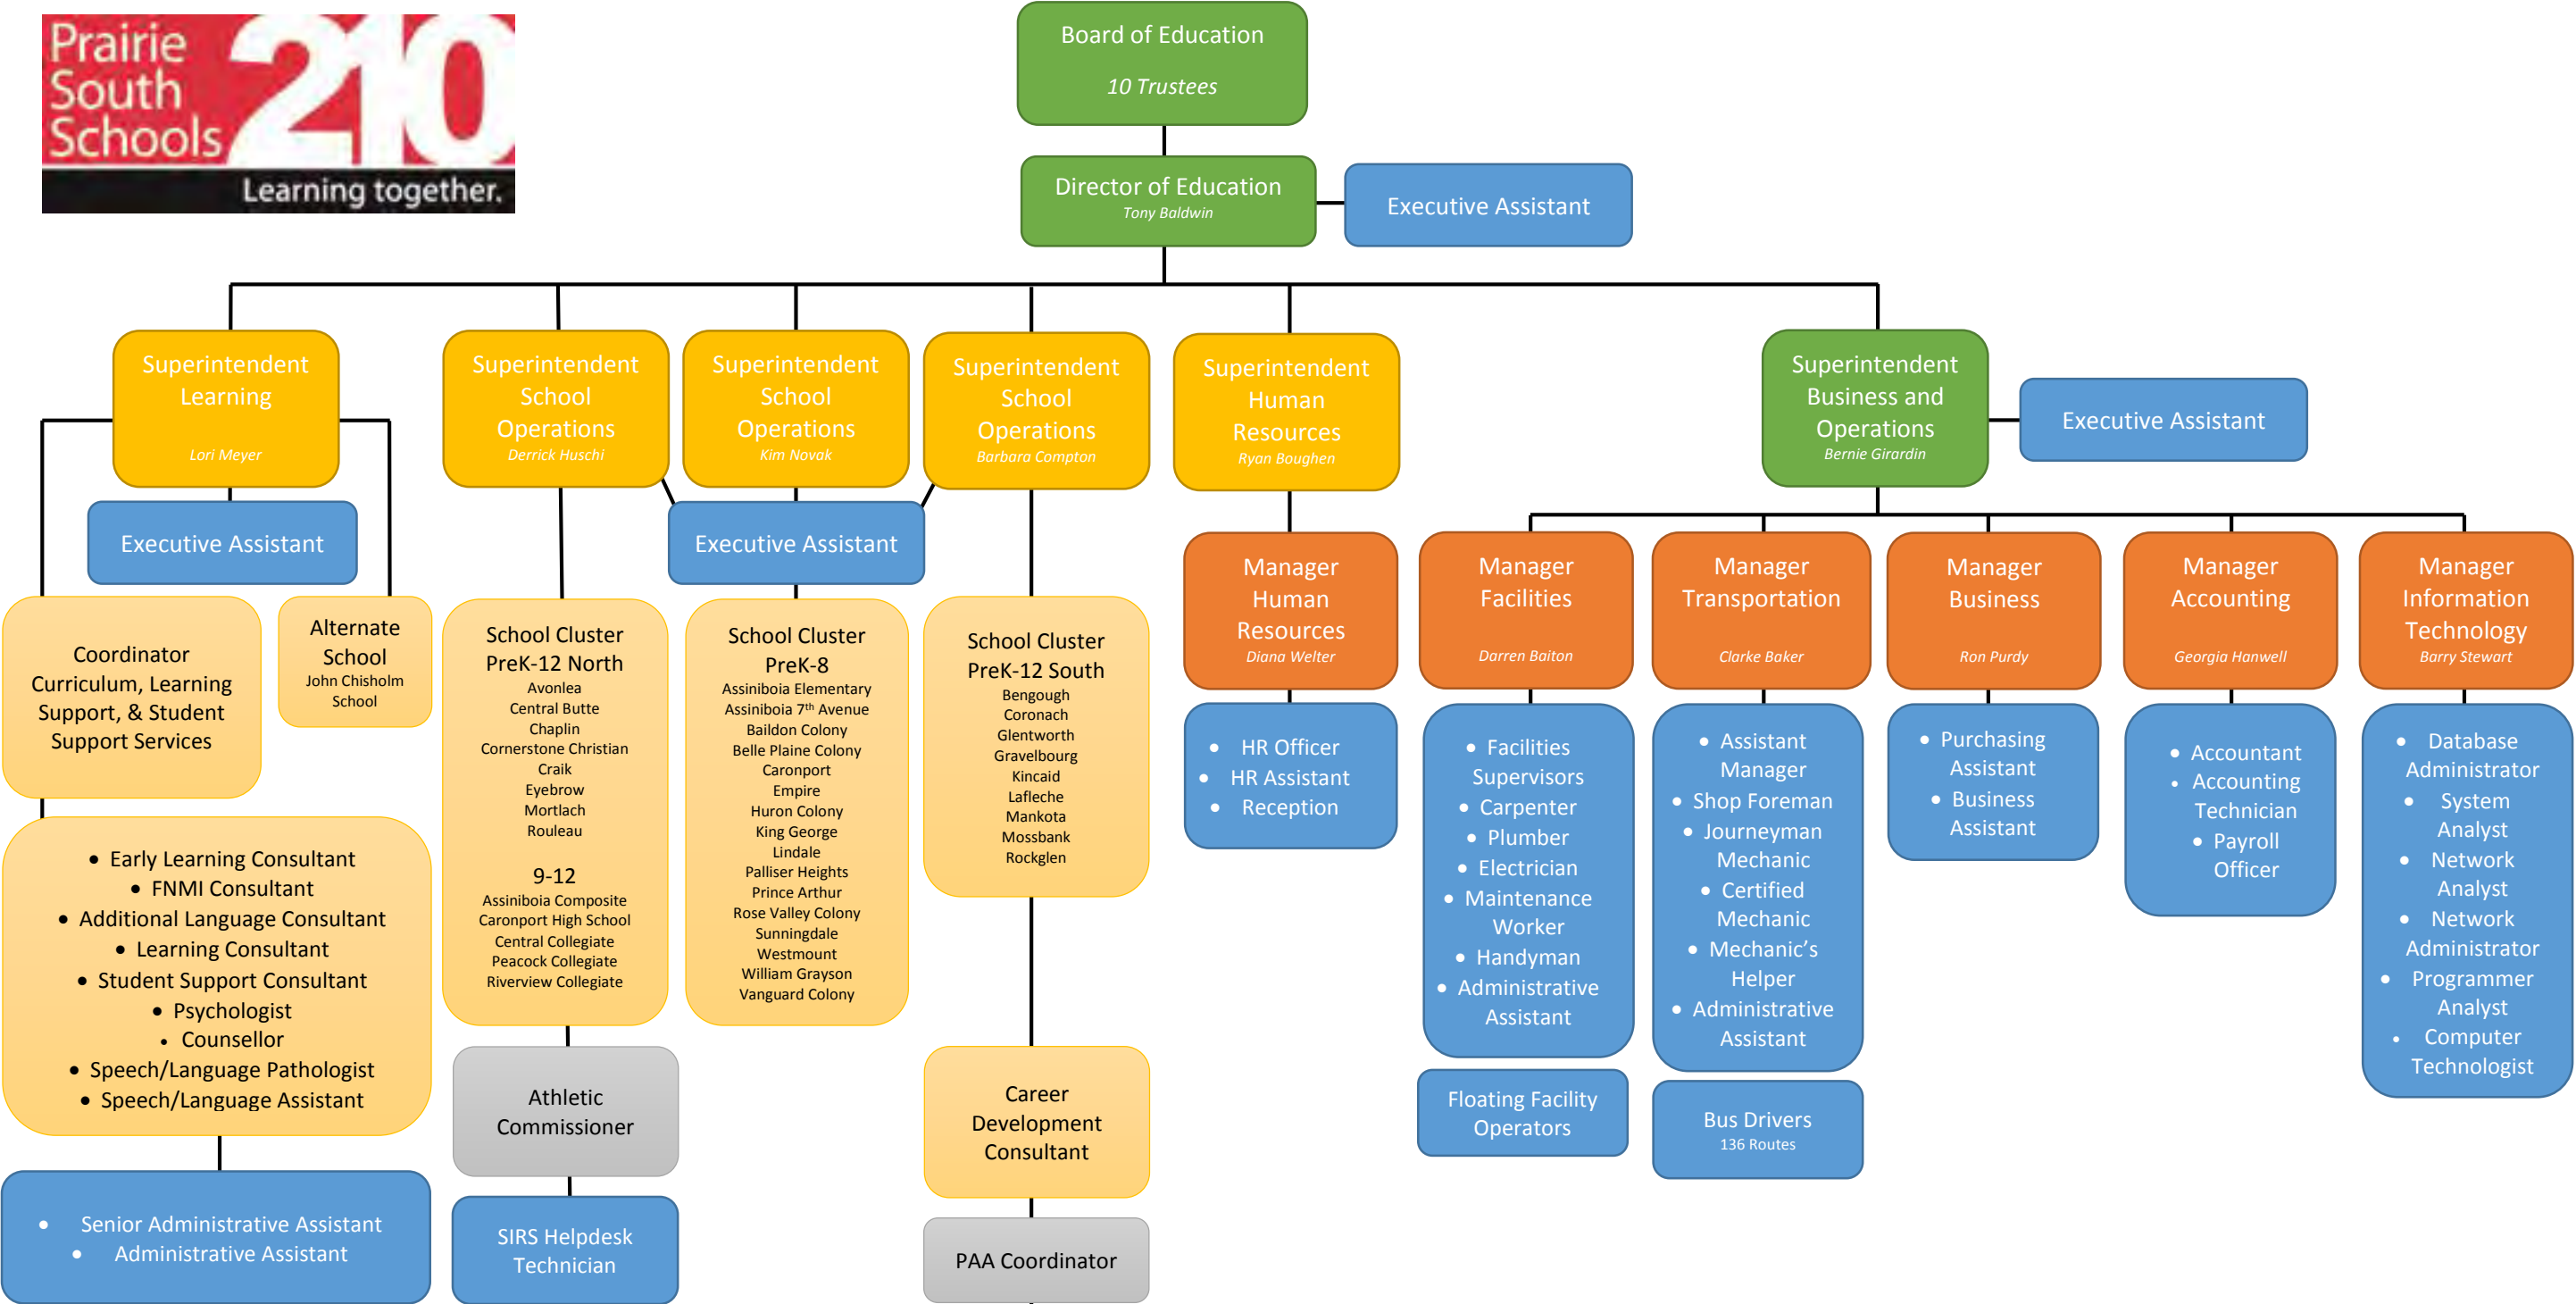 Prairie
South
Schools
210
Learning together.
Board of Education
10 Trustees
Director of Education
Tony Baldwin
Executive Assistant
Superintendent
Learning
Lori Meyer
Superintendent
School
Operations
Derrick Huschi
Superintendent
School
Operations
Kim Novak
Superintendent
School
Operations
Barbara Compton
Superintendent
Human
Resources
Ryan Boughen
Superintendent
Business and
Operations
Bernie Girardin
Executive Assistant
Executive Assistant
Executive Assistant
Coordinator
Curriculum, Learning
Support, & Student
Support Services
Alternate
School
John Chisholm
School
School Cluster
PreK-12 North
Avonlea
Central Butte
Chaplin
Cornerstone Christian
Craik
Eyebrow
Mortlach
Rouleau
9-12
Assiniboia Composite
Caronport High School
Central Collegiate
Peacock Collegiate
Riverview Collegiate
School Cluster
PreK-8
Assiniboia Elementary
Assiniboia 7th Avenue
Baildon Colony
Belle Plaine Colony
Caronport
Empire
Huron Colony
King George
Lindale
Palliser Heights
Prince Arthur
Rose Valley Colony
Sunningdale
Westmount
William Grayson
Vanguard Colony
School Cluster
PreK-12 South
Bengough
Coronach
Glentworth
Gravelbourg
Kincaid
Lafleche
Mankota
Mossbank
Rockglen
Manager
Human
Resources
Diana Welter
Manager
Facilities
Darren Baiton
Manager
Transportation
Clarke Baker
Manager
Business
Ron Purdy
Manager
Accounting
Georgia Hanwell
Manager
Information
Technology
Barry Stewart
• HR Officer
• HR Assistant
• Reception
• Facilities
Supervisors
• Carpenter
• Plumber
• Electrician
• Maintenance
Worker
• Handyman
• Administrative
Assistant
• Assistant
Manager
• Shop Foreman
• Journeyman
Mechanic
• Certified
Mechanic
• Mechanic's
Helper
• Administrative
Assistant
• Purchasing
Assistant
• Business
Assistant
• Accountant
• Accounting
Technician
• Payroll
Officer
• Database
Administrator
• System
Analyst
• Network
Analyst
• Network
Administrator
• Programmer
Analyst
• Computer
Technologist
• Early Learning Consultant
• FNMI Consultant
• Additional Language Consultant
• Learning Consultant
• Student Support Consultant
• Psychologist
• Counsellor
• Speech/Language Pathologist
• Speech/Language Assistant
Athletic
Commissioner
Career
Development
Consultant
Floating Facility
Operators
Bus Drivers
136 Routes
• Senior Administrative Assistant
• Administrative Assistant
SIRS Helpdesk
Technician
PAA Coordinator